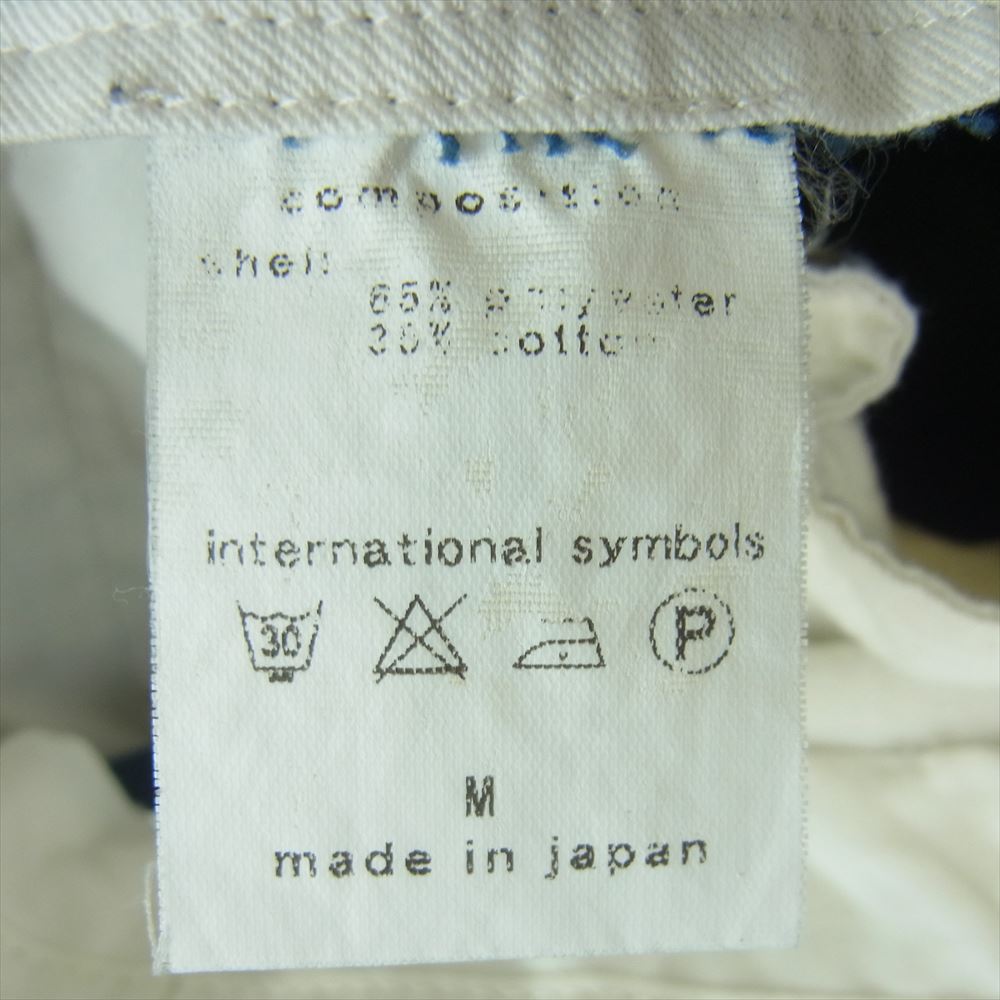 composition
shell:
65% polyester
35% cotton
international symbols
30 P
M
made in japan